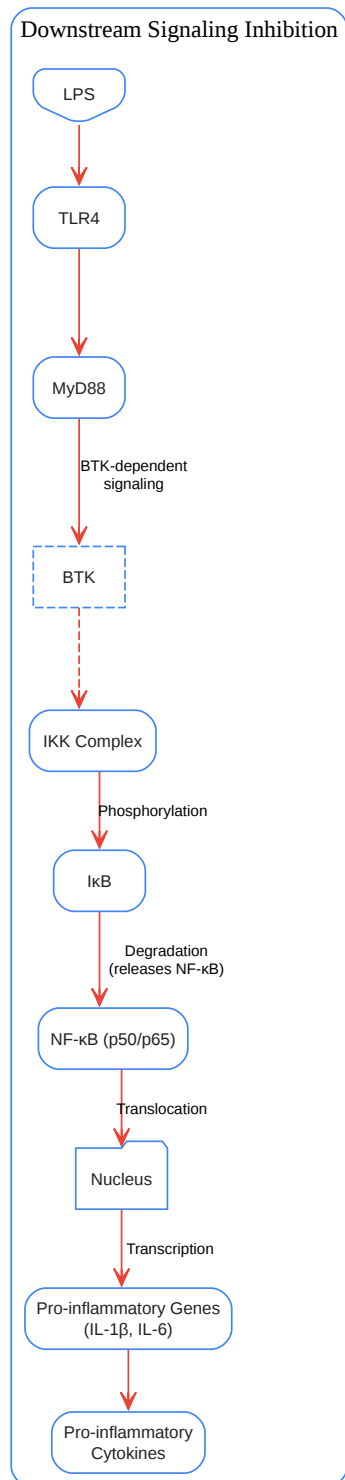 Downstream Signaling Inhibition
LPS
TLR4
MyD88
BTK-dependent
signaling
BTK
IKK Complex
Phosphorylation
IκB
Degradation
(releases NF-κB)
NF-κB (p50/p65)
Translocation
Nucleus
Transcription
Pro-inflammatory Genes
(IL-1β, IL-6)
Pro-inflammatory
Cytokines